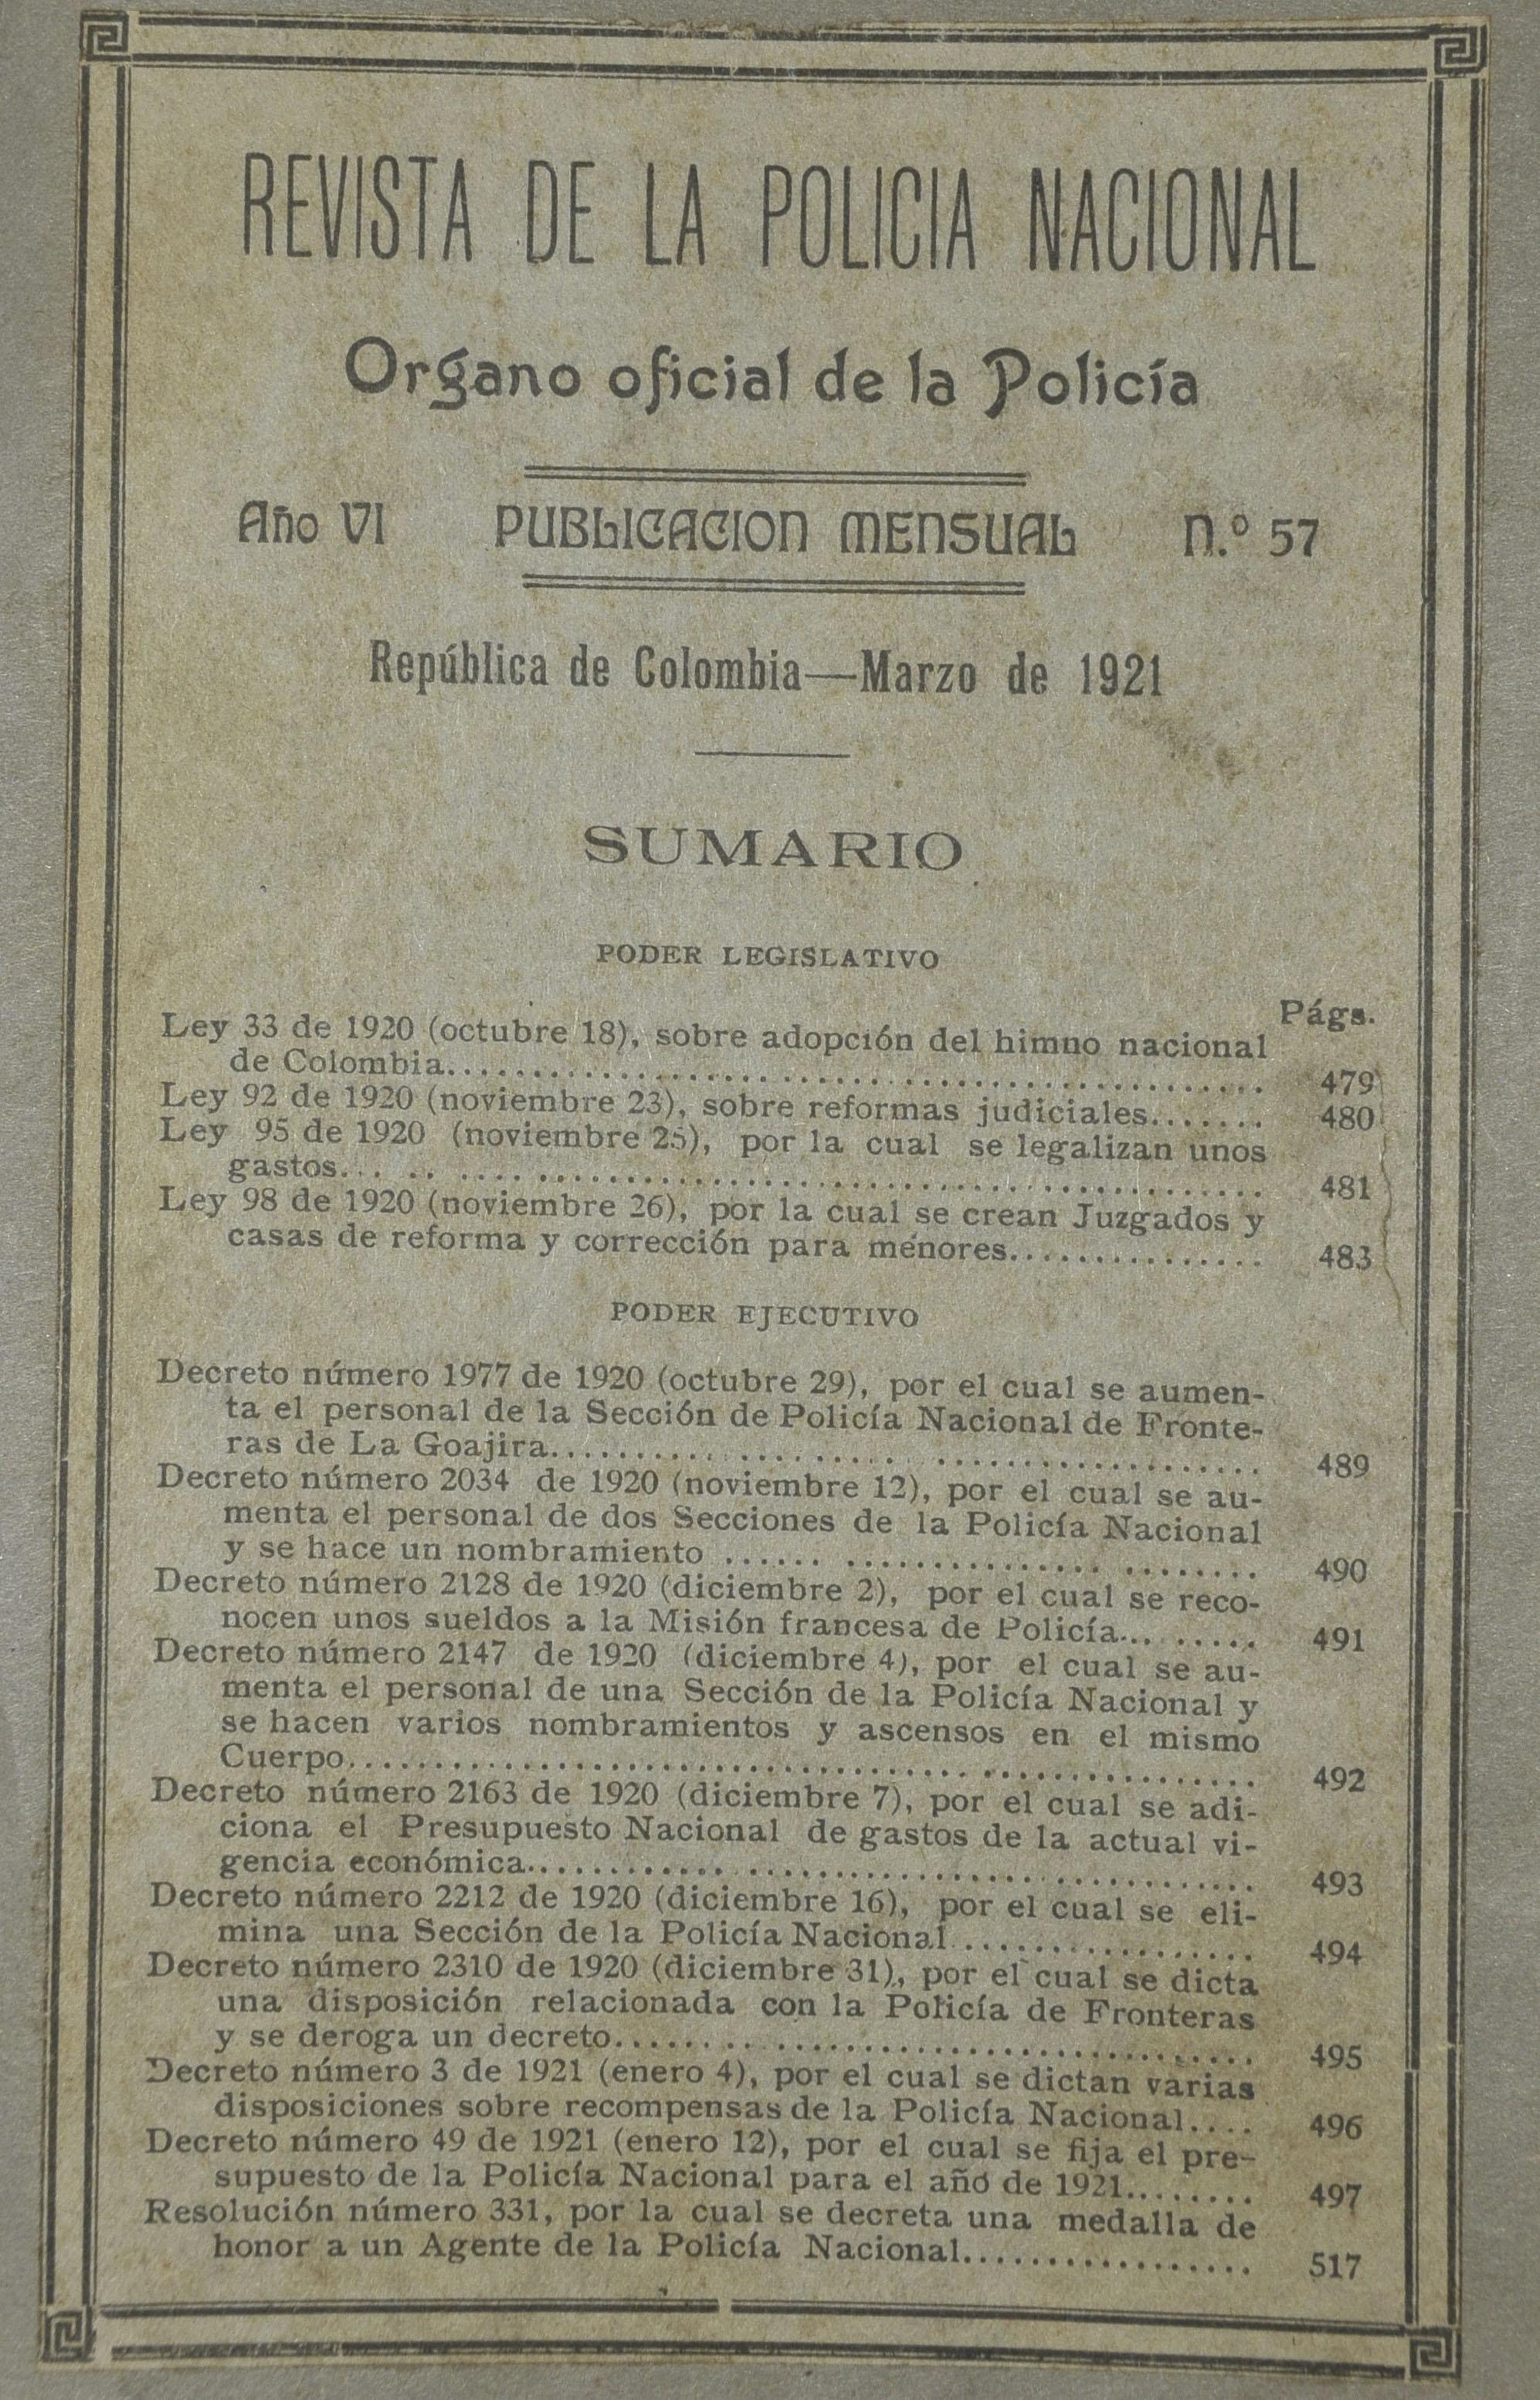 REVISTA DE LA POLICIA NACIONAL
Organo oficial de la Policía
Año VI PUBLICACION MENSUAL N.º 57
República de Colombia—Marzo de 1921
SUMARIO
PODER LEGISLATIVO
Págs.
Ley 33 de 1920 (octubre 18), sobre adopción del himno nacional
de Colombia.................................................. 479
Ley 92 de 1920 (noviembre 23), sobre reformas judiciales....... 480
Ley 95 de 1920 (noviembre 25), por la cual se legalizan unos
gastos... .. .... ............................................. 481
Ley 98 de 1920 (noviembre 26), por la cual se crean Juzgados y
casas de reforma y corrección para menores............... 483
PODER EJECUTIVO
Decreto número 1977 de 1920 (octubre 29), por el cual se aumen-
ta el personal de la Sección de Policía Nacional de Fronte-
ras de La Goajira............................................. 489
Decreto número 2034 de 1920 (noviembre 12), por el cual se au-
menta el personal de dos Secciones de la Policía Nacional
y se hace un nombramiento ...... ............... ........ 490
Decreto número 2128 de 1920 (diciembre 2), por el cual se reco-
nocen unos sueldos a la Misión francesa de Policía... ..... 491
Decreto número 2147 de 1920 (diciembre 4), por el cual se au-
menta el personal de una Sección de la Policía Nacional y
se hacen varios nombramientos y ascensos en el mismo
Cuerpo...................................................... 492
Decreto número 2163 de 1920 (diciembre 7), por el cual se adi-
ciona el Presupuesto Nacional de gastos de la actual vi-
gencia económica............................................. 493
Decreto número 2212 de 1920 (diciembre 16), por el cual se eli-
mina una Sección de la Policía Nacional.................. 494
Decreto número 2310 de 1920 (diciembre 31), por el cual se dicta
una disposición relacionada con la Policía de Fronteras
y se deroga un decreto........................................ 495
Decreto número 3 de 1921 (enero 4), por el cual se dictan varias
disposiciones sobre recompensas de la Policía Nacional.... 496
Decreto número 49 de 1921 (enero 12), por el cual se fija el pre-
supuesto de la Policía Nacional para el año de 1921........ 497
Resolución número 331, por la cual se decreta una medalla de
honor a un Agente de la Policía Nacional.................. 517